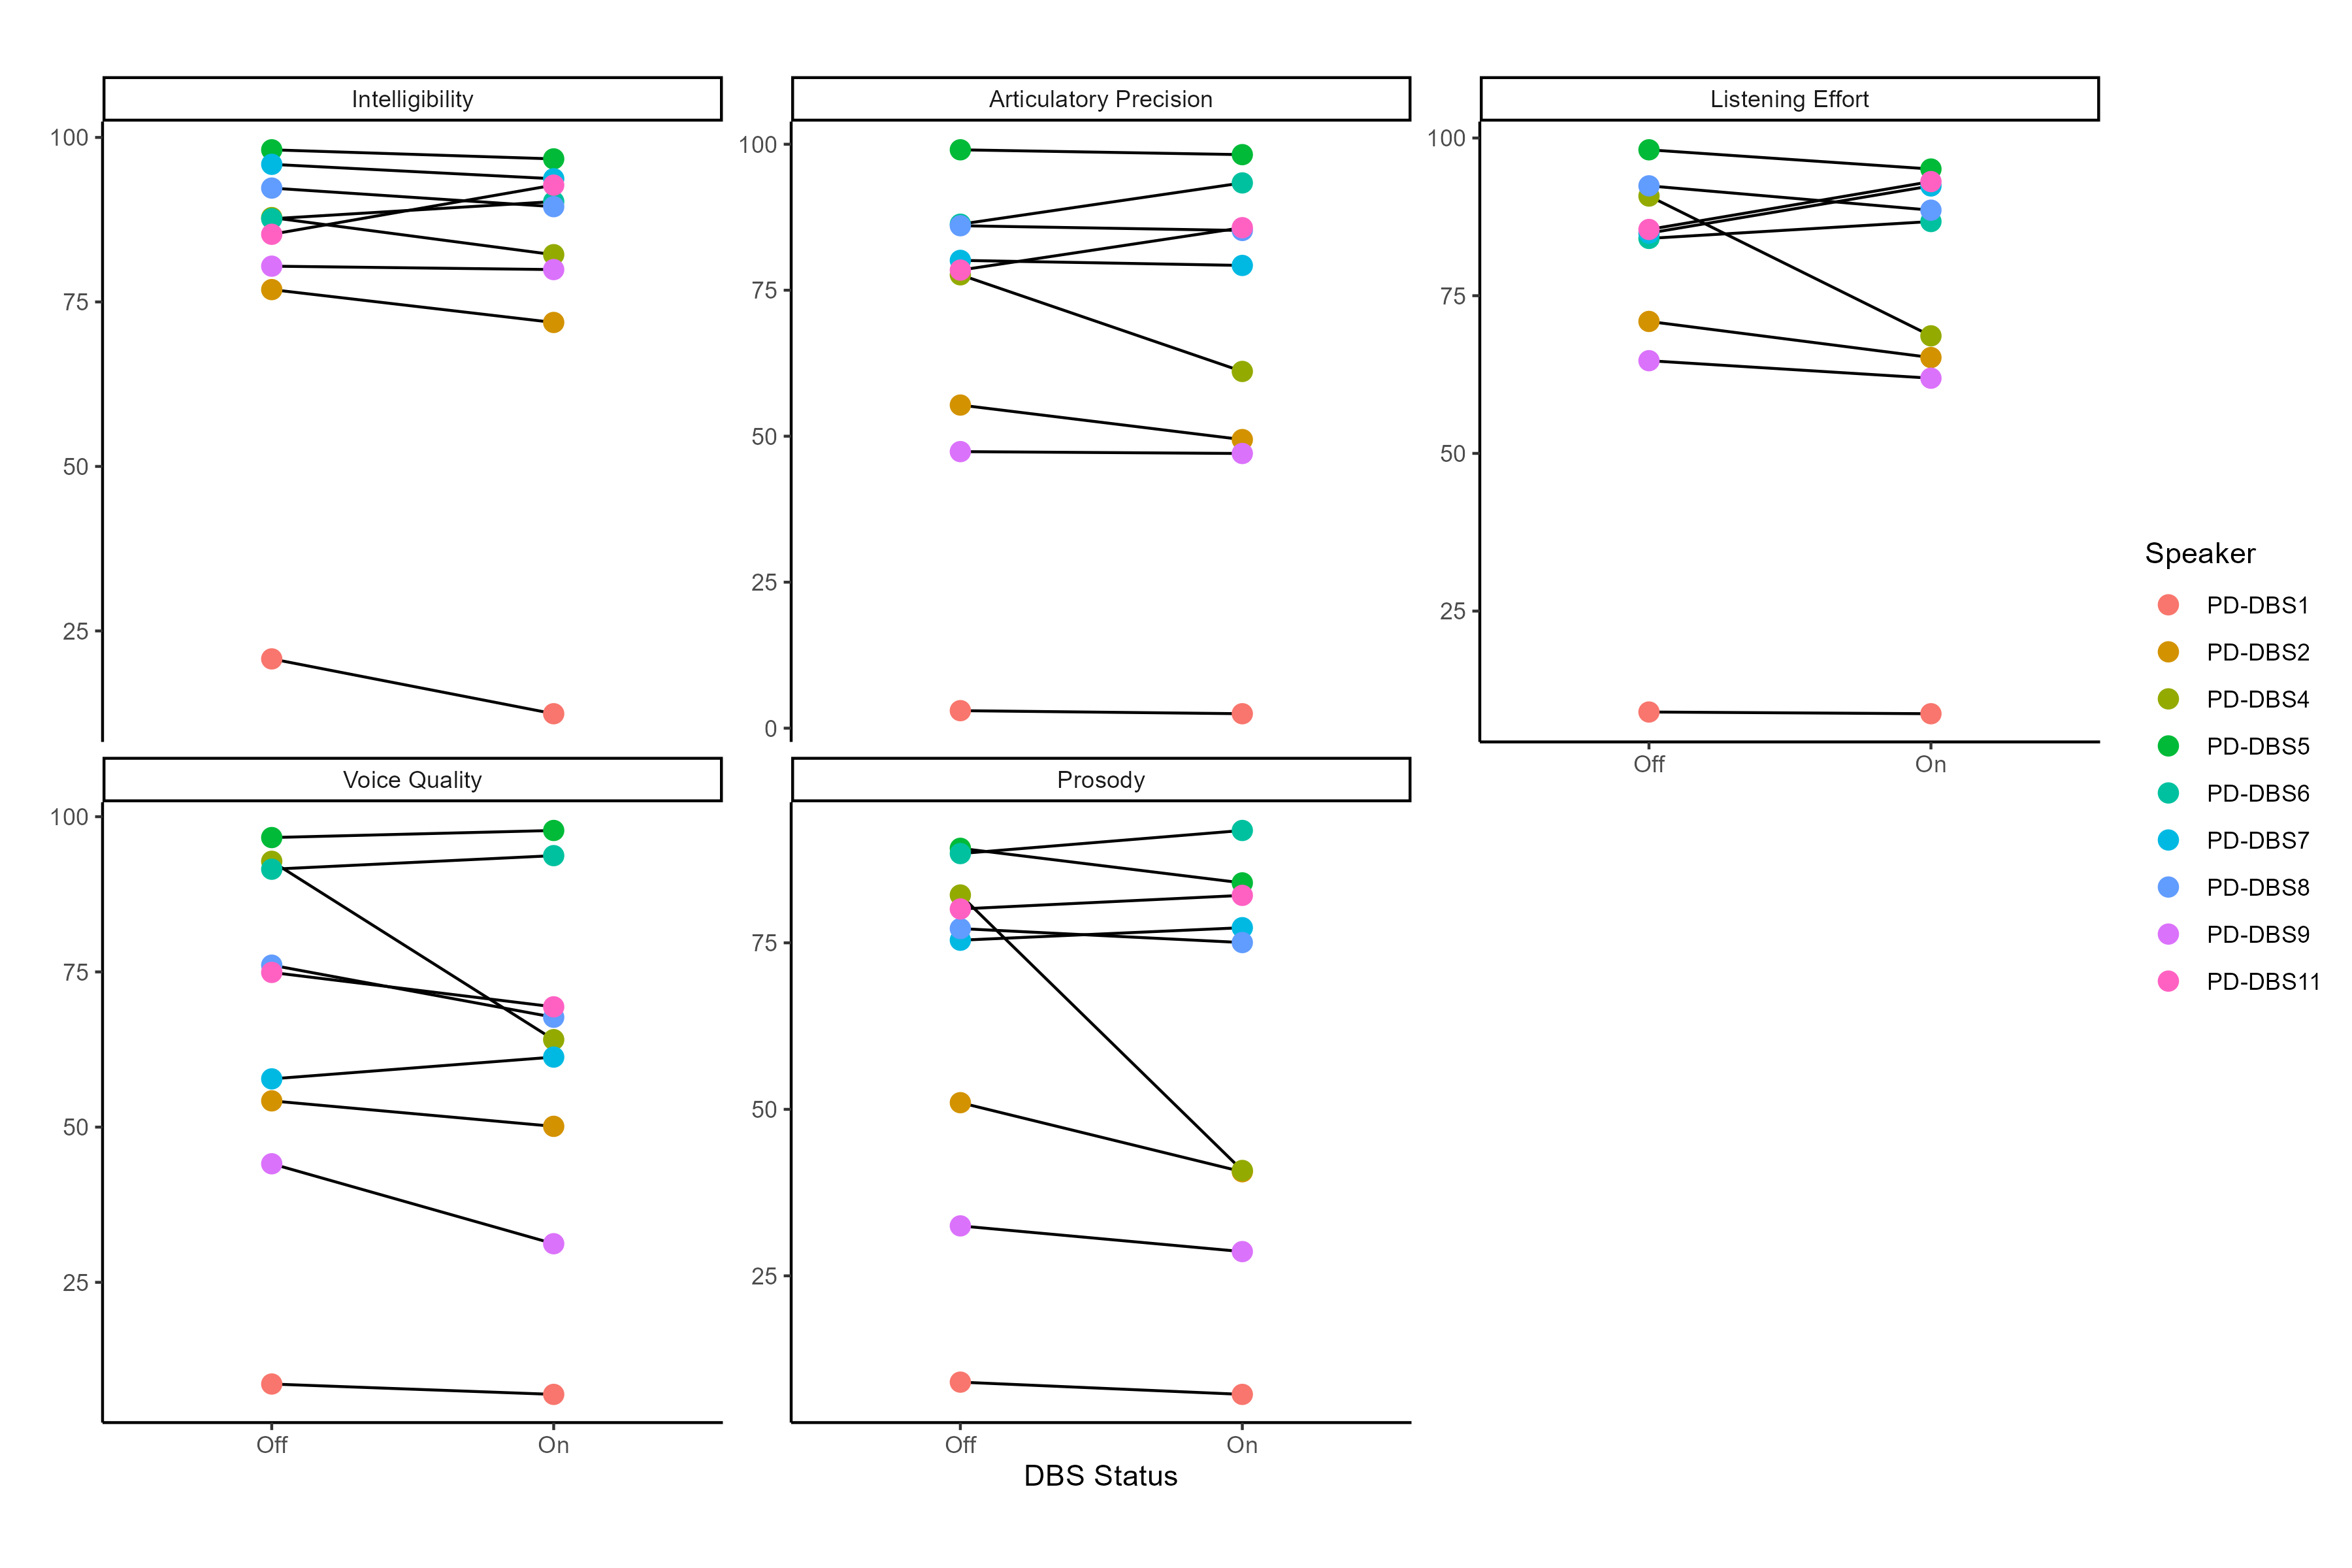 Intelligibility
Articulatory Precision
Listening Effort
100
75
50
25
100
75
50
25
0
100
75
50
25
Off
On
Voice Quality
Prosody
100
75
50
25
75
50
25
Off
On
Off
On
DBS Status
Speaker
PD-DBS1
PD-DBS2
PD-DBS4
PD-DBS5
PD-DBS6
PD-DBS7
PD-DBS8
PD-DBS9
PD-DBS11